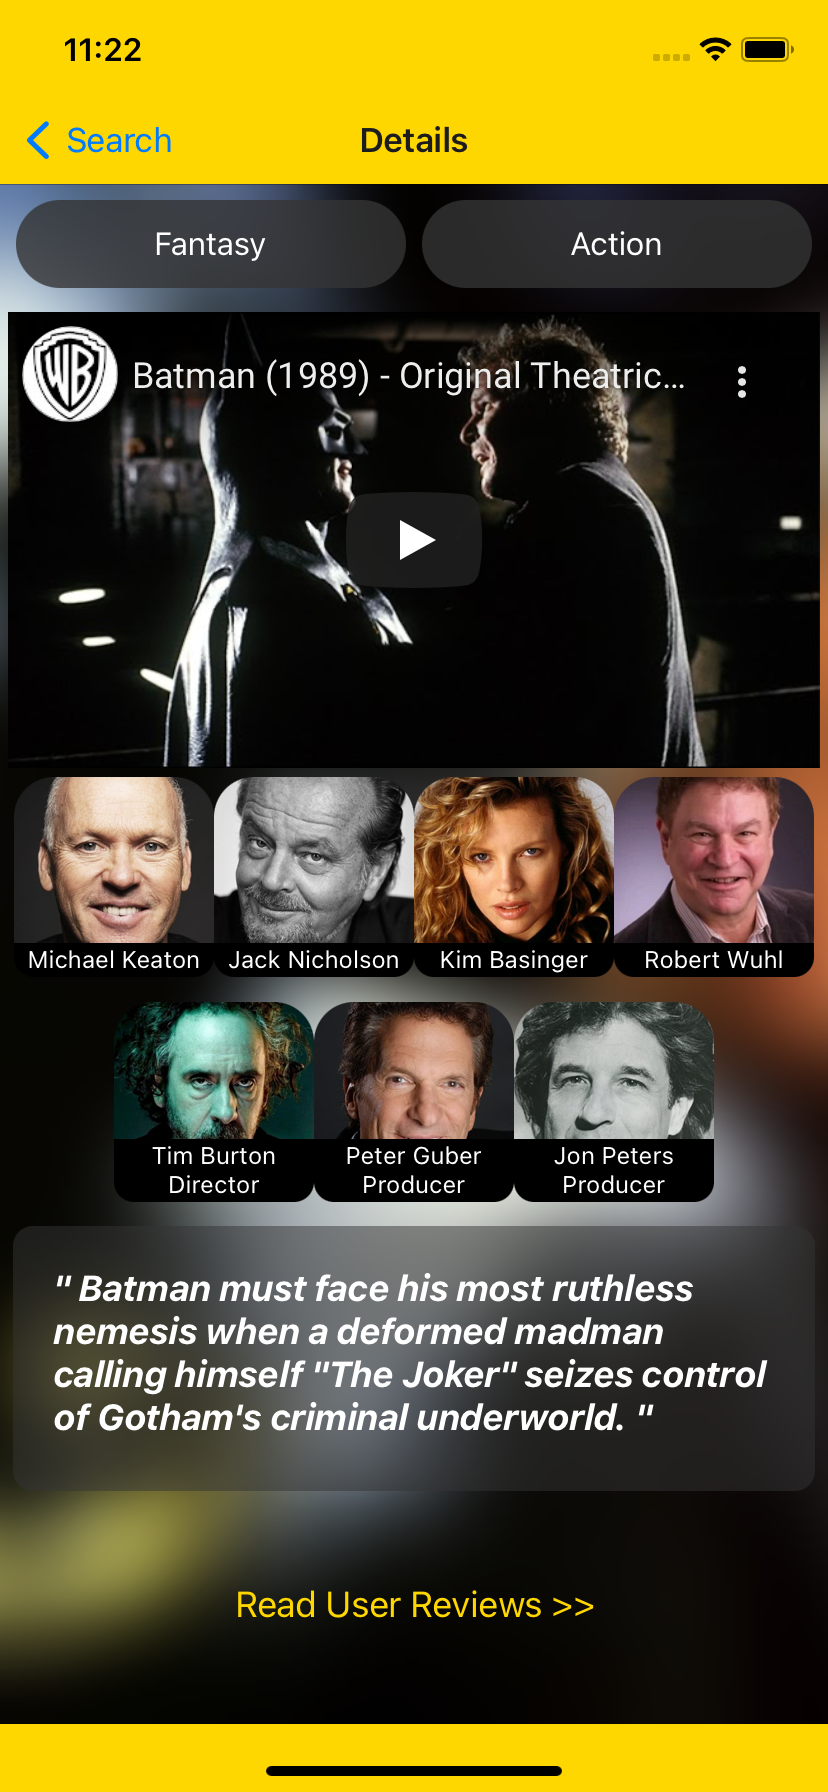 11:22
Search
Details
Fantasy
Action
WB
Batman (1989) - Original Theatric...
Michael Keaton
Jack Nicholson
Kim Basinger
Robert Wuhl
Tim Burton
Director
Peter Guber
Producer
Jon Peters
Producer
" Batman must face his most ruthless
nemesis when a deformed madman
calling himself "The Joker" seizes control
of Gotham's criminal underworld. "
Read User Reviews >>